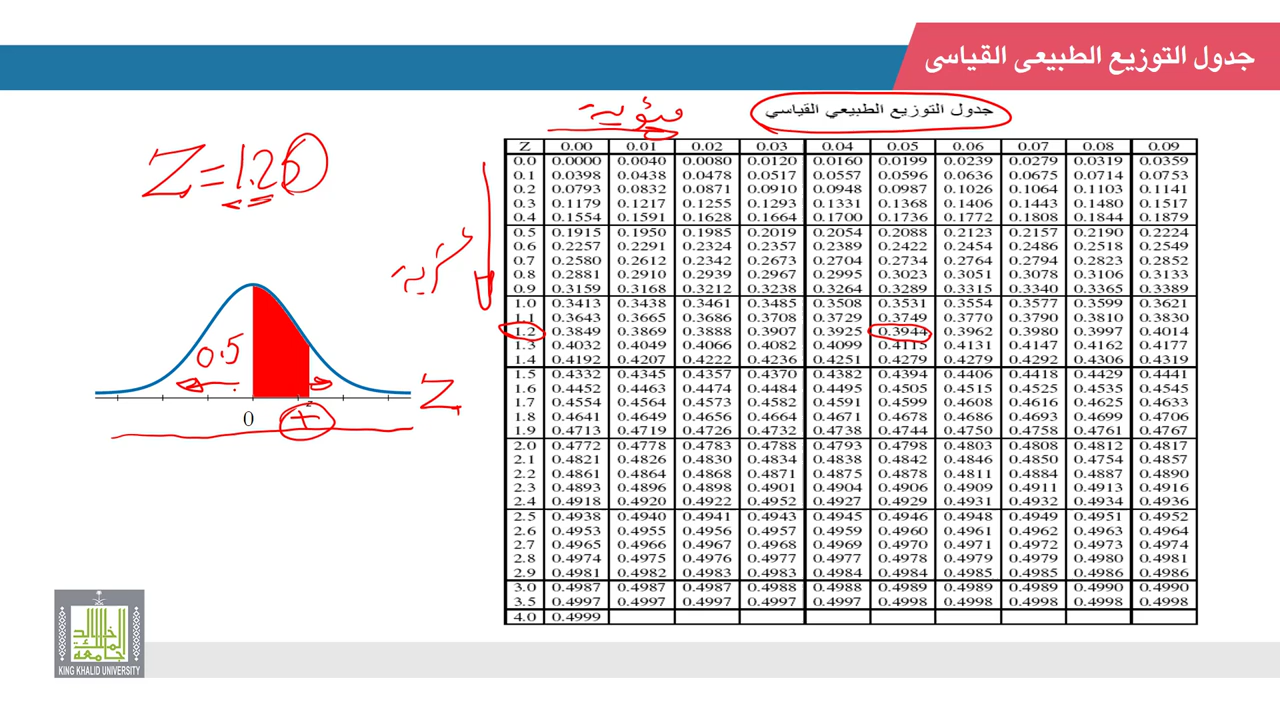 جدول التوزيع الطبيعى القياسى
جدول التوزيع الطبيعي القياسي
مئوية
Z=1.25
عشرية
Z 0.00 0.01 0.02 0.03 0.04 0.05 0.06 0.07 0.08 0.09
0.0 0.0000 0.0040 0.0080 0.0120 0.0160 0.0199 0.0239 0.0279 0.0319 0.0359
0.1 0.0398 0.0438 0.0478 0.0517 0.0557 0.0596 0.0636 0.0675 0.0714 0.0753
0.2 0.0793 0.0832 0.0871 0.0910 0.0948 0.0987 0.1026 0.1064 0.1103 0.1141
0.3 0.1179 0.1217 0.1255 0.1293 0.1331 0.1368 0.1406 0.1443 0.1480 0.1517
0.4 0.1554 0.1591 0.1628 0.1664 0.1700 0.1736 0.1772 0.1808 0.1844 0.1879
0.5 0.1915 0.1950 0.1985 0.2019 0.2054 0.2088 0.2123 0.2157 0.2190 0.2224
0.6 0.2257 0.2291 0.2324 0.2357 0.2389 0.2422 0.2454 0.2486 0.2518 0.2549
0.7 0.2580 0.2612 0.2342 0.2673 0.2704 0.2734 0.2764 0.2794 0.2823 0.2852
0.8 0.2881 0.2910 0.2939 0.2967 0.2995 0.3023 0.3051 0.3078 0.3106 0.3133
0.9 0.3159 0.3168 0.3212 0.3238 0.3264 0.3289 0.3315 0.3340 0.3365 0.3389
1.0 0.3413 0.3438 0.3461 0.3485 0.3508 0.3531 0.3554 0.3577 0.3599 0.3621
1.1 0.3643 0.3665 0.3686 0.3708 0.3729 0.3749 0.3770 0.3790 0.3810 0.3830
1.2 0.3849 0.3869 0.3888 0.3907 0.3925 0.3944 0.3962 0.3980 0.3997 0.4014
1.3 0.4032 0.4049 0.4066 0.4082 0.4099 0.4115 0.4131 0.4147 0.4162 0.4177
1.4 0.4192 0.4207 0.4222 0.4236 0.4251 0.4279 0.4279 0.4292 0.4306 0.4319
1.5 0.4332 0.4345 0.4357 0.4370 0.4382 0.4394 0.4406 0.4418 0.4429 0.4441
1.6 0.4452 0.4463 0.4474 0.4484 0.4495 0.4505 0.4515 0.4525 0.4535 0.4545
1.7 0.4554 0.4564 0.4573 0.4582 0.4591 0.4599 0.4608 0.4616 0.4625 0.4633
1.8 0.4641 0.4649 0.4656 0.4664 0.4671 0.4678 0.4686 0.4693 0.4699 0.4706
1.9 0.4713 0.4719 0.4726 0.4732 0.4738 0.4744 0.4750 0.4758 0.4761 0.4767
2.0 0.4772 0.4778 0.4783 0.4788 0.4793 0.4798 0.4803 0.4808 0.4812 0.4817
2.1 0.4821 0.4826 0.4830 0.4834 0.4838 0.4842 0.4846 0.4850 0.4754 0.4857
2.2 0.4861 0.4864 0.4868 0.4871 0.4875 0.4878 0.4811 0.4884 0.4887 0.4890
2.3 0.4893 0.4896 0.4898 0.4901 0.4904 0.4906 0.4909 0.4911 0.4913 0.4916
2.4 0.4918 0.4920 0.4922 0.4952 0.4927 0.4929 0.4931 0.4932 0.4934 0.4936
2.5 0.4938 0.4940 0.4941 0.4943 0.4945 0.4946 0.4948 0.4949 0.4951 0.4952
2.6 0.4953 0.4955 0.4956 0.4957 0.4959 0.4960 0.4961 0.4962 0.4963 0.4964
2.7 0.4965 0.4966 0.4967 0.4968 0.4969 0.4970 0.4971 0.4972 0.4973 0.4974
2.8 0.4974 0.4975 0.4976 0.4977 0.4977 0.4978 0.4979 0.4979 0.4980 0.4981
2.9 0.4981 0.4982 0.4983 0.4983 0.4984 0.4984 0.4985 0.4985 0.4986 0.4986
3.0 0.4987 0.4987 0.4987 0.4988 0.4988 0.4989 0.4989 0.4989 0.4990 0.4990
3.5 0.4997 0.4997 0.4997 0.4997 0.4997 0.4998 0.4998 0.4998 0.4998 0.4998
4.0 0.4999
0.5
Z
0 +
جامعة الملك خالد
KING KHALID UNIVERSITY